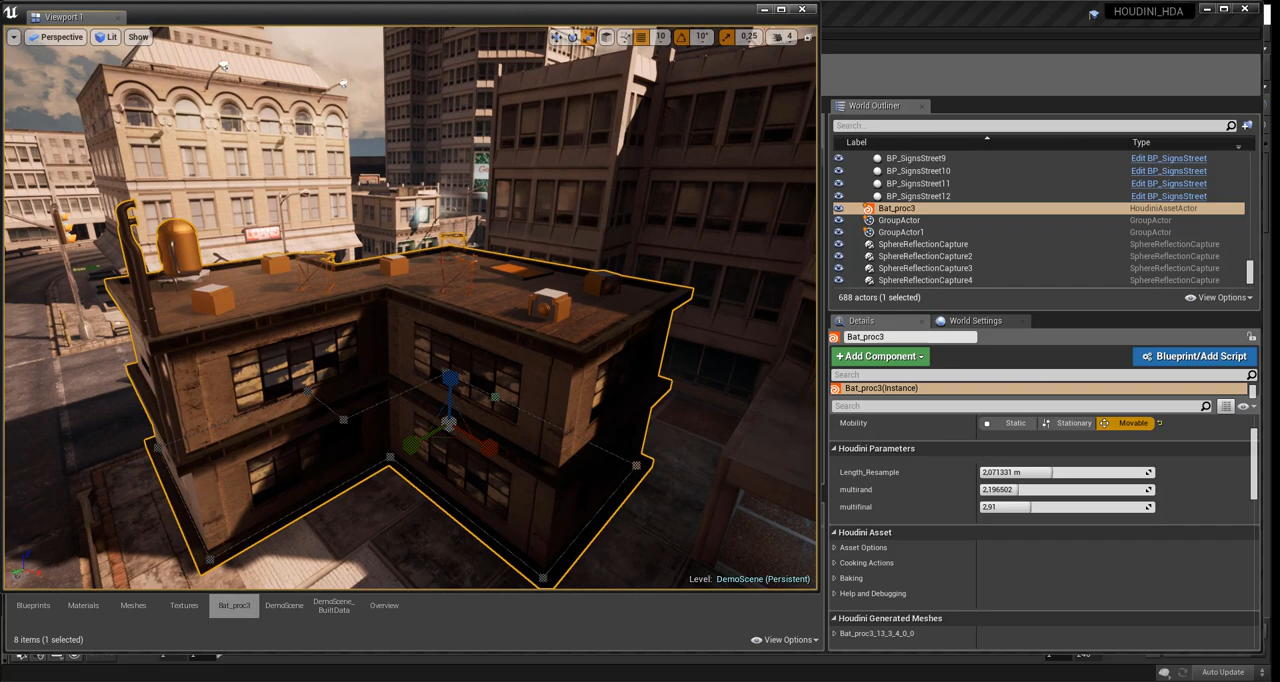 Viewport 1
Perspective
Lit
Show
10
10°
0,25
4
HOUDINI_HDA
World Outliner
Search...
Label Type
BP_SignsStreet9 Edit BP_SignsStreet
BP_SignsStreet10 Edit BP_SignsStreet
BP_SignsStreet11 Edit BP_SignsStreet
BP_SignsStreet12 Edit BP_SignsStreet
Bat_proc3 HoudiniAssetActor
GroupActor GroupActor
GroupActor1 GroupActor
SphereReflectionCapture SphereReflectionCapture
SphereReflectionCapture2 SphereReflectionCapture
SphereReflectionCapture3 SphereReflectionCapture
SphereReflectionCapture4 SphereReflectionCapture
688 actors (1 selected) View Options
Details World Settings
Bat_proc3
+ Add Component Blueprint/Add Script
Search
Bat_proc3(Instance)
Search
Mobility Static Stationary Movable
Houdini Parameters
Length_Resample 2,071331 m
multirand 2,196502
multifinal 2,91
Houdini Asset
Asset Options
Cooking Actions
Baking
Help and Debugging
Houdini Generated Meshes
Bat_proc3_13_3_4_0_0
Level: DemoScene (Persistent)
Blueprints Materials Meshes Textures Bat_proc3 DemoScene DemoScene_ Overview
BuiltData
8 items (1 selected) View Options
Auto Update